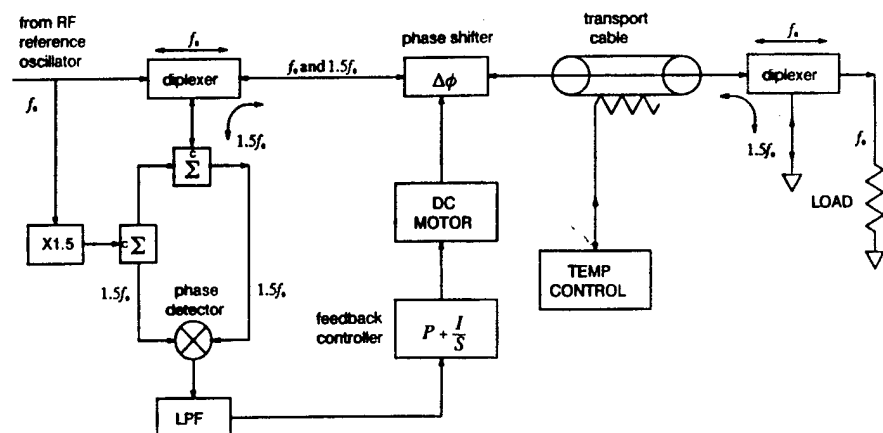 from RF
reference
oscillator
fₒ
diplexer
fₒ and 1.5fₒ
phase shifter
Δϕ
transport
cable
fₒ
diplexer
fₒ
1.5fₒ
c
Σ
X1.5
c Σ
1.5fₒ
phase
detector
1.5fₒ
LPF
DC
MOTOR
feedback
controller
P + I/S
TEMP
CONTROL
1.5fₒ
LOAD
fₒ